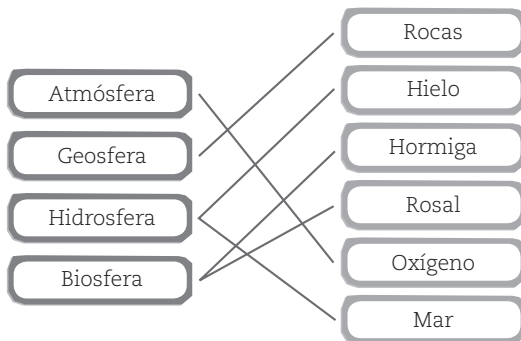 Atmósfera
Geosfera
Hidrosfera
Biosfera
Rocas
Hielo
Hormiga
Rosal
Oxígeno
Mar